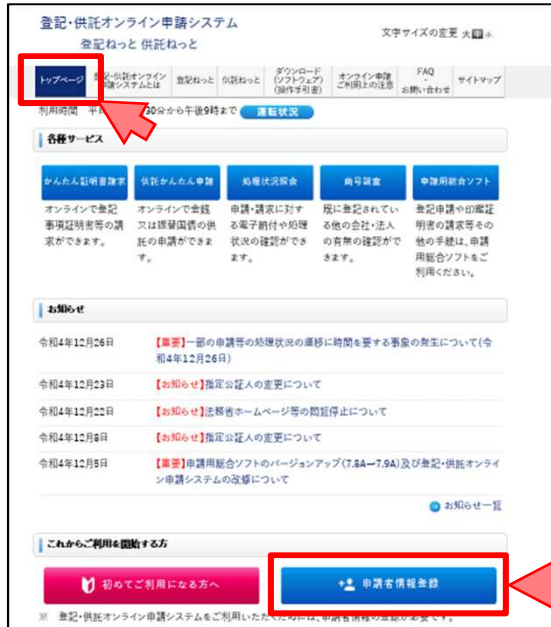 登記・供託オンライン申請システム
登記ねっと 供託ねっと
文字サイズの変更 大 小
トップページ
登記・供託オンライン
申請システムとは
登記ねっと
供託ねっと
ダウンロード
(ソフトウェア)
(操作手引書)
オンライン申請
ご利用上の注意
FAQ
・
お問い合わせ
サイトマップ
利用時間 30分から午後9時まで 運転状況
各種サービス
かんたん証明書請求
オンラインで登記
事項証明書等の請
求ができます。
供託かんたん申請
オンラインで金銭
又は振替国債の供
託の申請ができま
す。
処理状況照会
申請・請求に対す
る電子納付や処理
状況の確認ができ
ます。
商号調査
既に登記されてい
る他の会社・法人
の有無の確認がで
きます。
申請用総合ソフト
登記申請や印鑑証
明書の請求等その
他の手続は、申請
用総合ソフトをご
利用ください。
お知らせ
令和4年12月26日 【重要】一部の申請等の処理状況の遷移に時間を要する事象の発生について(令
和4年12月26日)
令和4年12月23日 【お知らせ】指定公証人の変更について
令和4年12月22日 【お知らせ】法務省ホームページ等の閲覧停止について
令和4年12月8日 【お知らせ】指定公証人の変更について
令和4年12月5日 【重要】申請用総合ソフトのバージョンアップ(7.8A→7.9A)及び登記・供託オンライ
ン申請システムの改修について
お知らせ一覧
これからご利用を開始する方
初めてご利用になる方へ
申請者情報登録
※ 登記・供託オンライン申請システムをご利用いただくためには、申請者情報の登録が必要です。